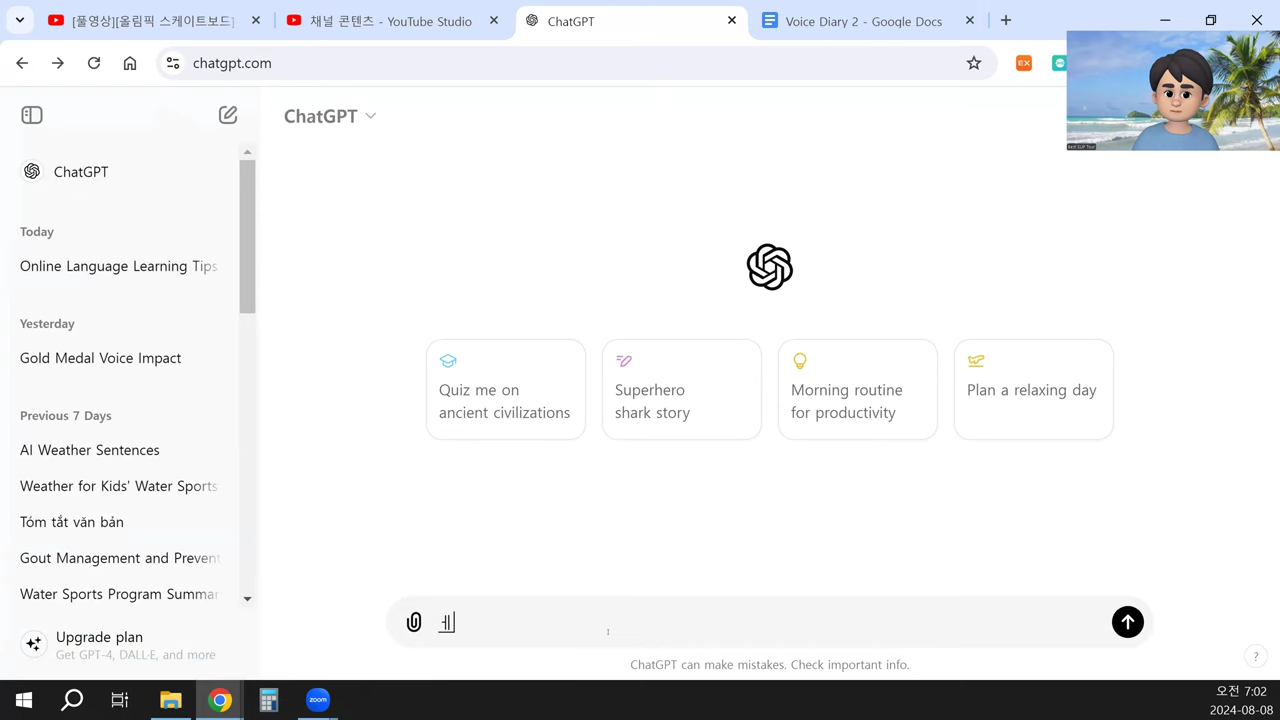 [풀영상][올림픽 스케이트보드]
채널 콘텐츠 - YouTube Studio
ChatGPT
Voice Diary 2 - Google Docs
chatgpt.com
EX
ChatGPT
ChatGPT
Today
Online Language Learning Tips
Yesterday
Gold Medal Voice Impact
Previous 7 Days
AI Weather Sentences
Weather for Kids' Water Sports
Tóm tắt văn bản
Gout Management and Prevent
Water Sports Program Summar
Upgrade plan
Get GPT-4, DALL·E, and more
Quiz me on
ancient civilizations
Superhero
shark story
Morning routine
for productivity
Plan a relaxing day
ㅔ
ChatGPT can make mistakes. Check important info.
?
zoom
오전 7:02
2024-08-08